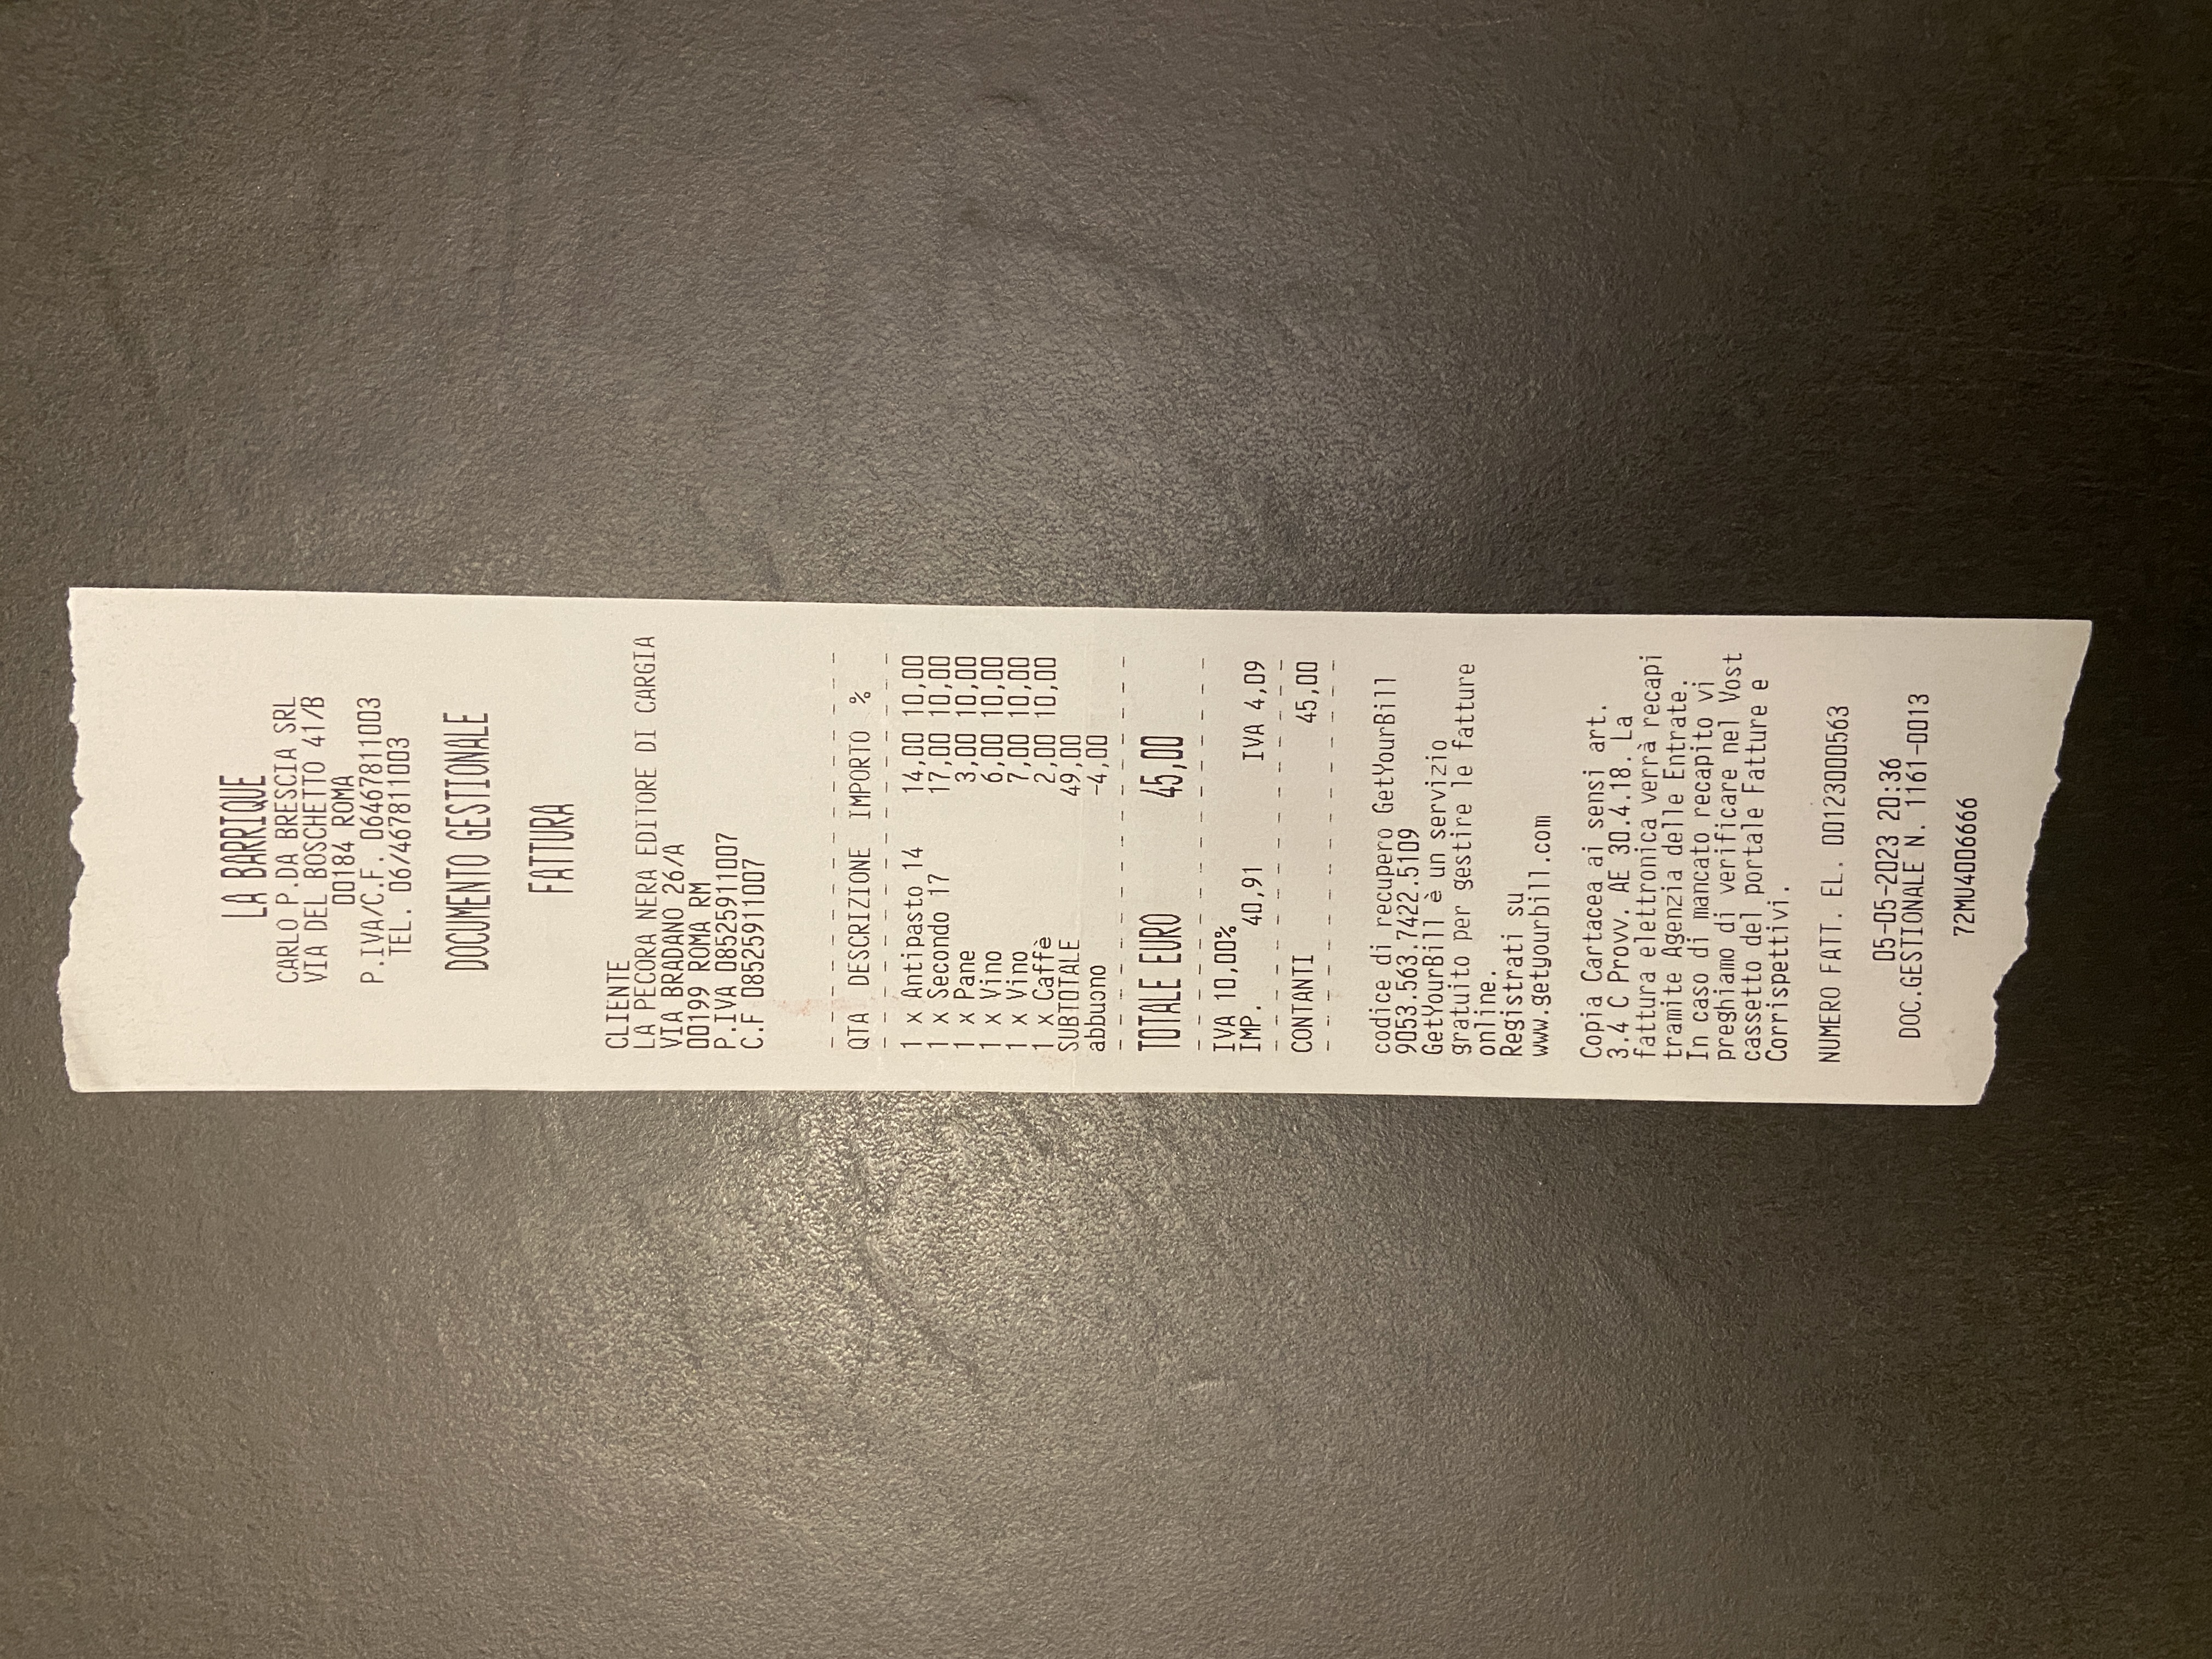 LA BARRIQUE
CARLO P.DA BRESCIA SRL
VIA DEL BOSCHETTO 41/B
00184 ROMA
P.IVA/C.F. 06467811003
TEL. 06/467811003
DOCUMENTO GESTIONALE
FATTURA
CLIENTE
LA PECORA NERA EDITORE DI CARGIA
VIA BRADANO 26/A
00199 ROMA RM
P.IVA 08525911007
C.F 08525911007
QTA DESCRIZIONE IMPORTO %
1 x Antipasto 14 14,00 10,00
1 x Secondo 17 17,00 10,00
1 x Pane 3,00 10,00
1 x Vino 6,00 10,00
1 x Vino 7,00 10,00
1 x Caffè 2,00 10,00
SUBTOTALE 49,00
abbuono -4,00
TOTALE EURO 45,00
IVA 10,00%
IMP. 40,91 IVA 4,09
CONTANTI 45,00
codice di recupero GetYourBill
9053.563.7422.5109
GetYourBill è un servizio
gratuito per gestire le fatture
online.
Registrati su
www.getyourbill.com
Copia Cartacea ai sensi art.
3.4 C Provv. AE 30.4.18. La
fattura elettronica verrà recapi
tramite Agenzia delle Entrate.
In caso di mancato recapito vi
preghiamo di verificare nel Vost
cassetto del portale Fatture e
Corrispettivi.
NUMERO FATT. EL. 00123000563
05-05-2023 20:36
DOC.GESTIONALE N. 1161-0013
72MU4006666